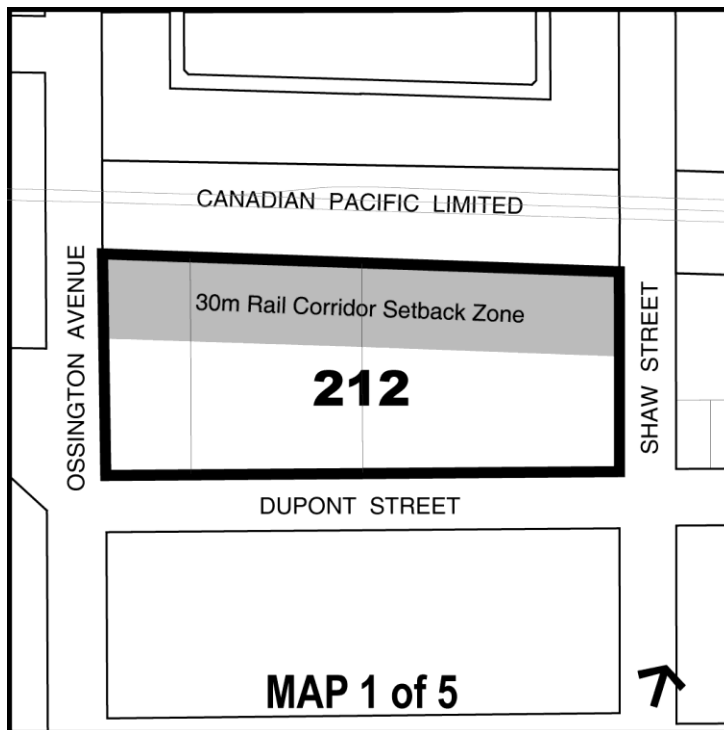 CANADIAN PACIFIC LIMITED
OSSINGTON AVENUE
30m Rail Corridor Setback Zone
212
SHAW STREET
DUPONT STREET
MAP 1 of 5